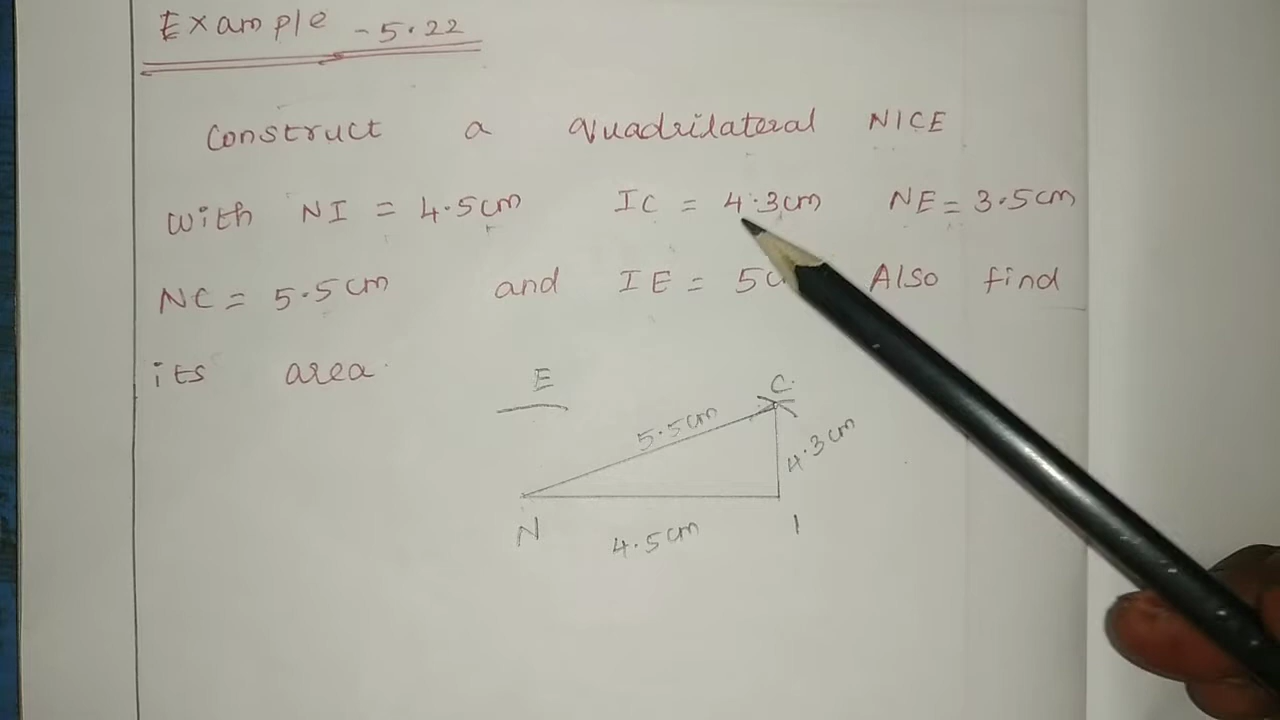 Example - 5.22
Construct a quadrilateral NICE
with NI = 4.5cm IC = 4.3cm NE = 3.5cm
NC = 5.5cm and IE = 5c Also find
its area.
E
C
5.5cm
4.3cm
N
4.5cm
I